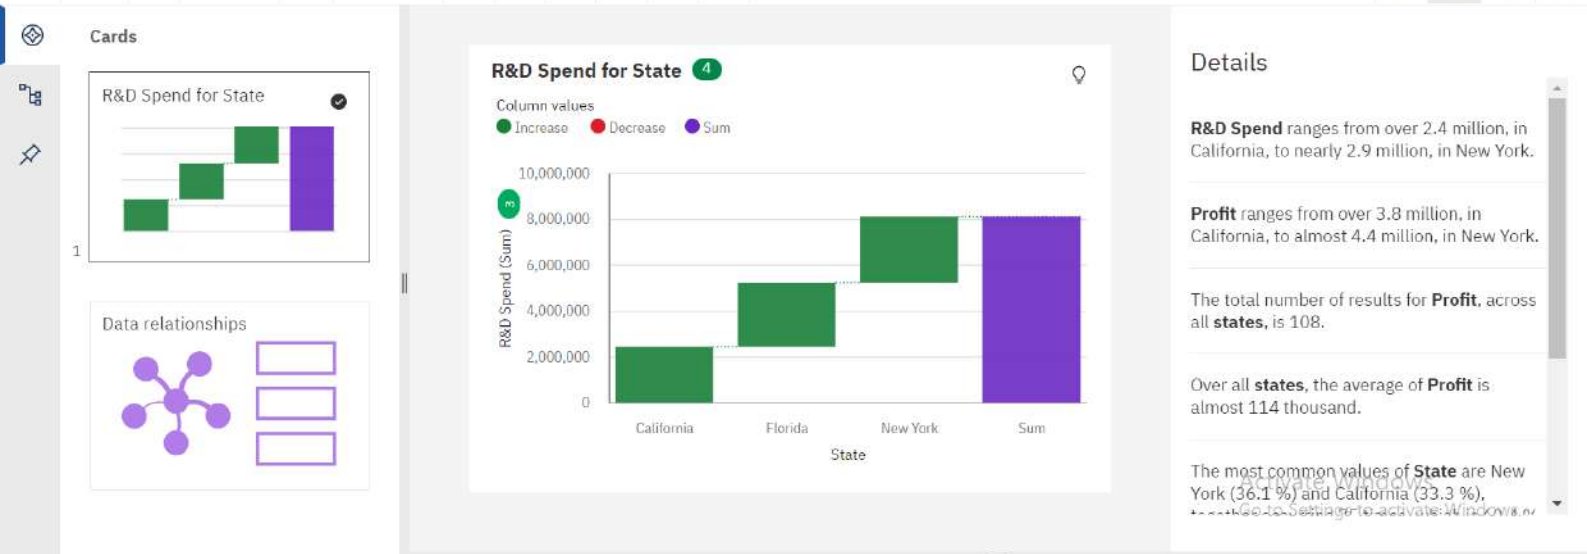 Cards
R&D Spend for State
1
Data relationships
R&D Spend for State 4
Column values
Increase Decrease Sum
10,000,000
8,000,000
6,000,000
4,000,000
2,000,000
0
3
R&D Spend (Sum)
California Florida New York Sum
State
Details
R&D Spend ranges from over 2.4 million, in
California, to nearly 2.9 million, in New York.
Profit ranges from over 3.8 million, in
California, to almost 4.4 million, in New York.
The total number of results for Profit, across
all states, is 108.
Over all states, the average of Profit is
almost 114 thousand.
The most common values of State are New
York (36.1 %) and California (33.3 %),
Activate Windows
Go to Settings to activate Windows.